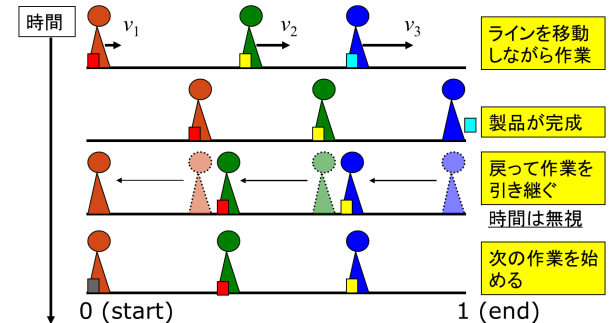 時間
v1
v2
v3
ラインを移動
しながら作業
製品が完成
戻って作業を
引き継ぐ
時間は無視
次の作業を始
める
0 (start)
1 (end)